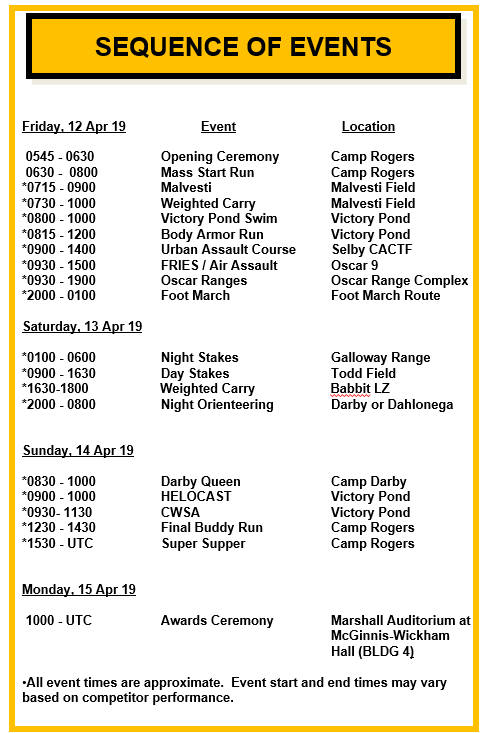 SEQUENCE OF EVENTS
Friday, 12 Apr 19 Event Location
0545 - 0630 Opening Ceremony Camp Rogers
0630 - 0800 Mass Start Run Camp Rogers
*0715 - 0900 Malvesti Malvesti Field
*0730 - 1000 Weighted Carry Malvesti Field
*0800 - 1000 Victory Pond Swim Victory Pond
*0815 - 1200 Body Armor Run Victory Pond
*0900 - 1400 Urban Assault Course Selby CACTF
*0930 - 1500 FRIES / Air Assault Oscar 9
*0930 - 1900 Oscar Ranges Oscar Range Complex
*2000 - 0100 Foot March Foot March Route
Saturday, 13 Apr 19
*0100 - 0600 Night Stakes Galloway Range
*0900 - 1630 Day Stakes Todd Field
*1630-1800 Weighted Carry Babbit LZ
*2000 - 0800 Night Orienteering Darby or Dahlonega
Sunday, 14 Apr 19
*0830 - 1000 Darby Queen Camp Darby
*0900 - 1000 HELOCAST Victory Pond
*0930- 1130 CWSA Victory Pond
*1230 - 1430 Final Buddy Run Camp Rogers
*1530 - UTC Super Supper Camp Rogers
Monday, 15 Apr 19
1000 - UTC Awards Ceremony Marshall Auditorium at
McGinnis-Wickham
Hall (BLDG 4)
•All event times are approximate. Event start and end times may vary
based on competitor performance.